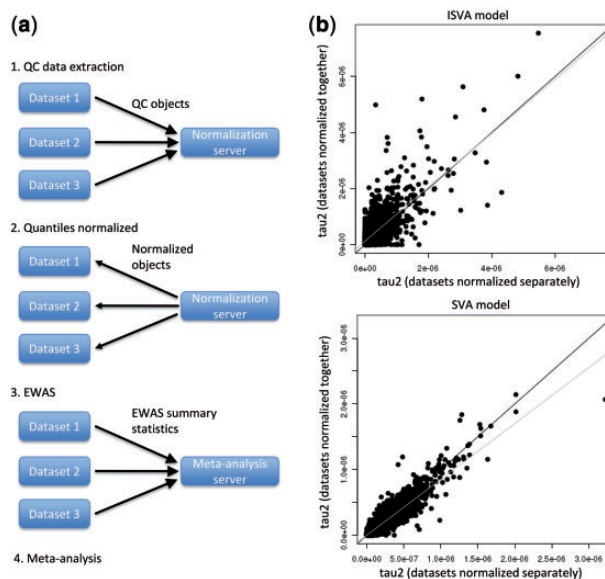 (a)
1. QC data extraction
Dataset 1
QC objects
Dataset 2
Normalization
server
Dataset 3
2. Quantiles normalized
Dataset 1
Normalized
objects
Dataset 2
Normalization
server
Dataset 3
3. EWAS
Dataset 1
EWAS summary
statistics
Dataset 2
Meta-analysis
server
Dataset 3
4. Meta-analysis
(b)
ISVA model
tau2 (datasets normalized together)
0e+00 2e-06 4e-06 6e-06
0e+00 2e-06 4e-06 6e-06
tau2 (datasets normalized separately)
SVA model
tau2 (datasets normalized together)
0.0e+00 1.0e-06 2.0e-06 3.0e-06
0.0e+00 5.0e-07 1.0e-06 1.5e-06 2.0e-06 2.5e-06 3.0e-06
tau2 (datasets normalized separately)